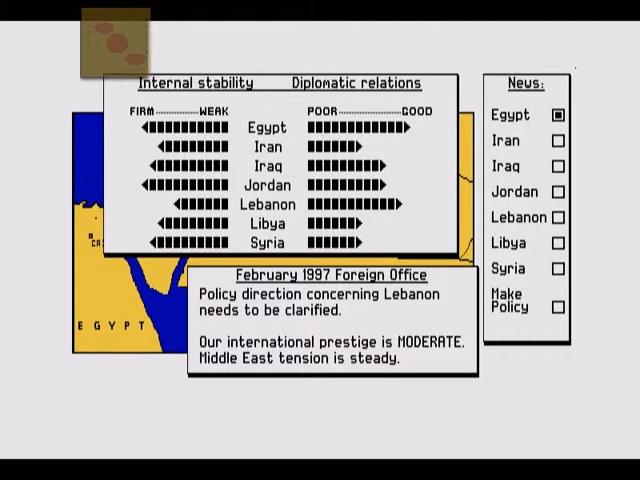 Internal stability Diplomatic relations
FIRM WEAK POOR GOOD
Egypt
Iran
Iraq
Jordan
Lebanon
Libya
Syria
News:
Egypt
Iran
Iraq
Jordan
Lebanon
Libya
Syria
Make
Policy
February 1997 Foreign Office
Policy direction concerning Lebanon
needs to be clarified.
Our international prestige is MODERATE.
Middle East tension is steady.
CA
EGYPT